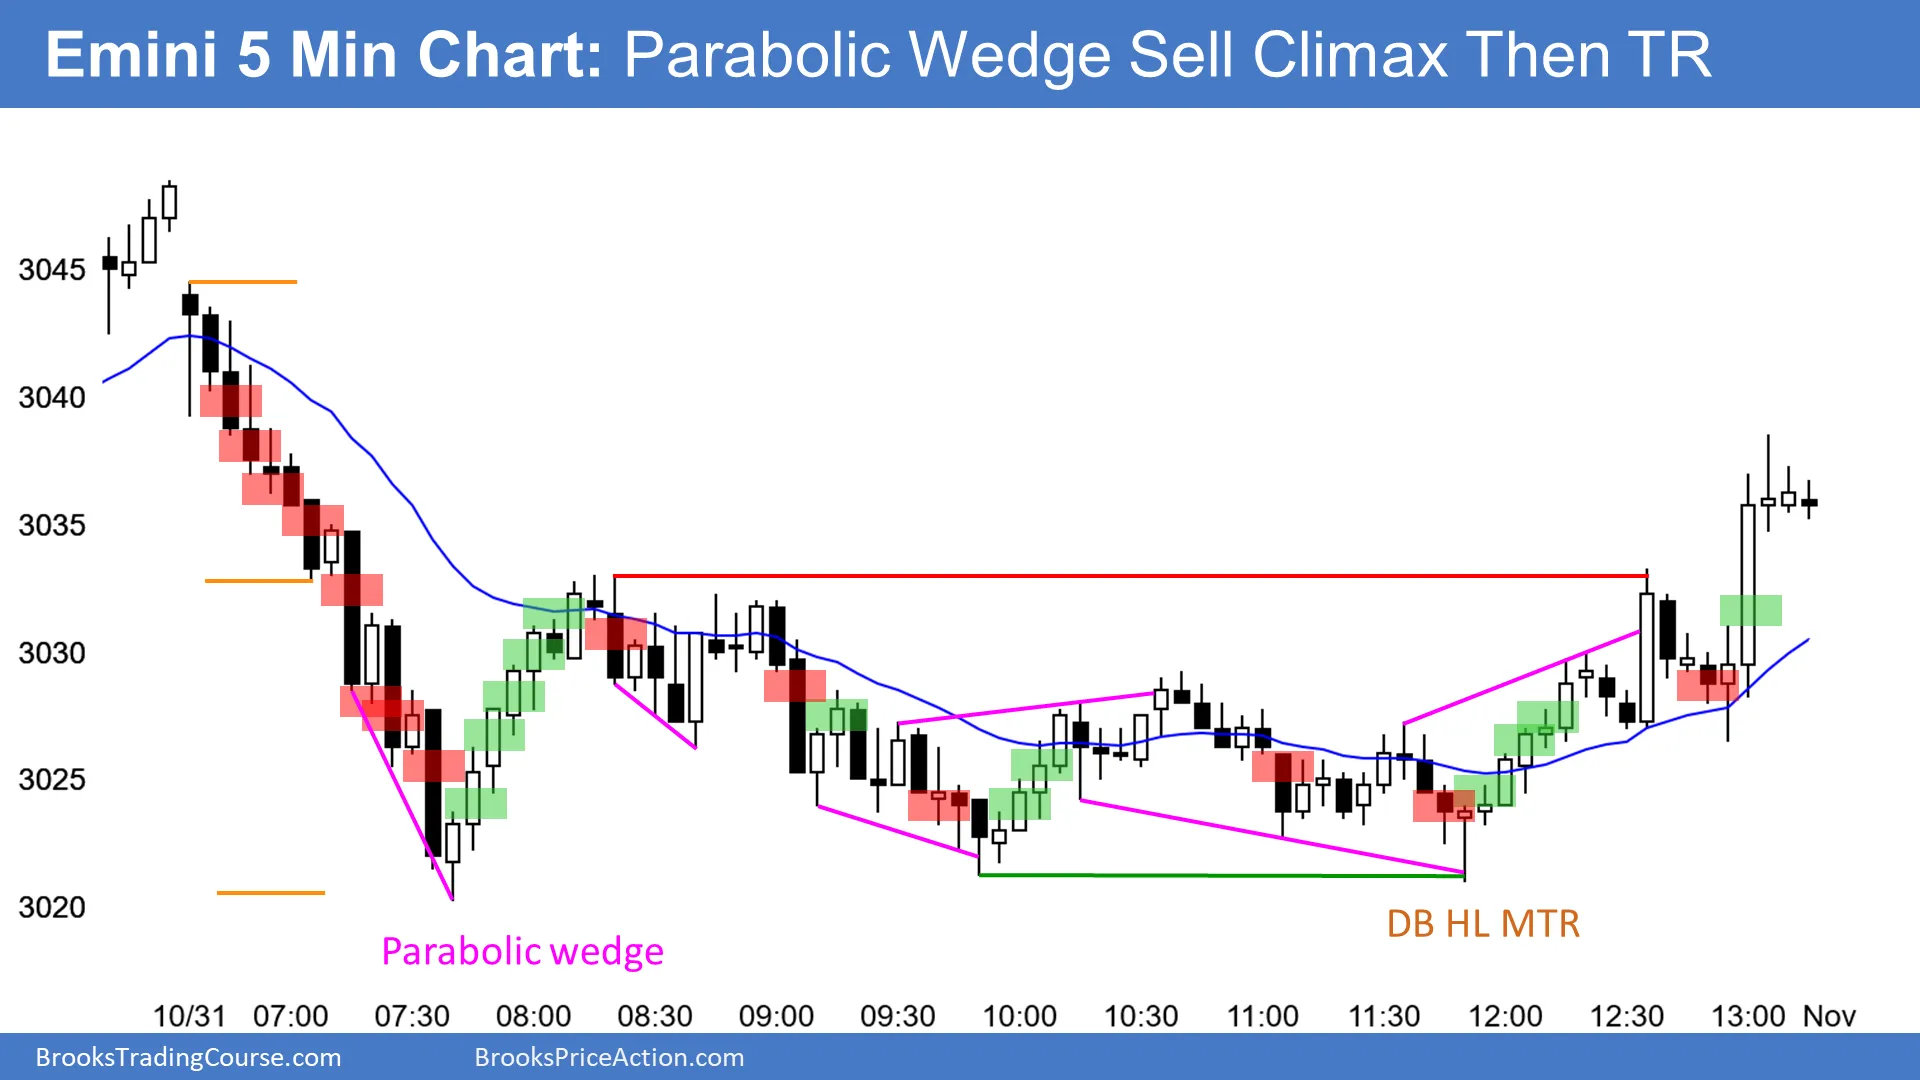 Emini 5 Min Chart: Parabolic Wedge Sell Climax Then TR
3045
3040
3035
3030
3025
3020
DB HL MTR
Parabolic wedge
10/31 07:00 07:30 08:00 08:30 09:00 09:30 10:00 10:30 11:00 11:30 12:00 12:30 13:00 Nov
BrooksTradingCourse.com BrooksPriceAction.com